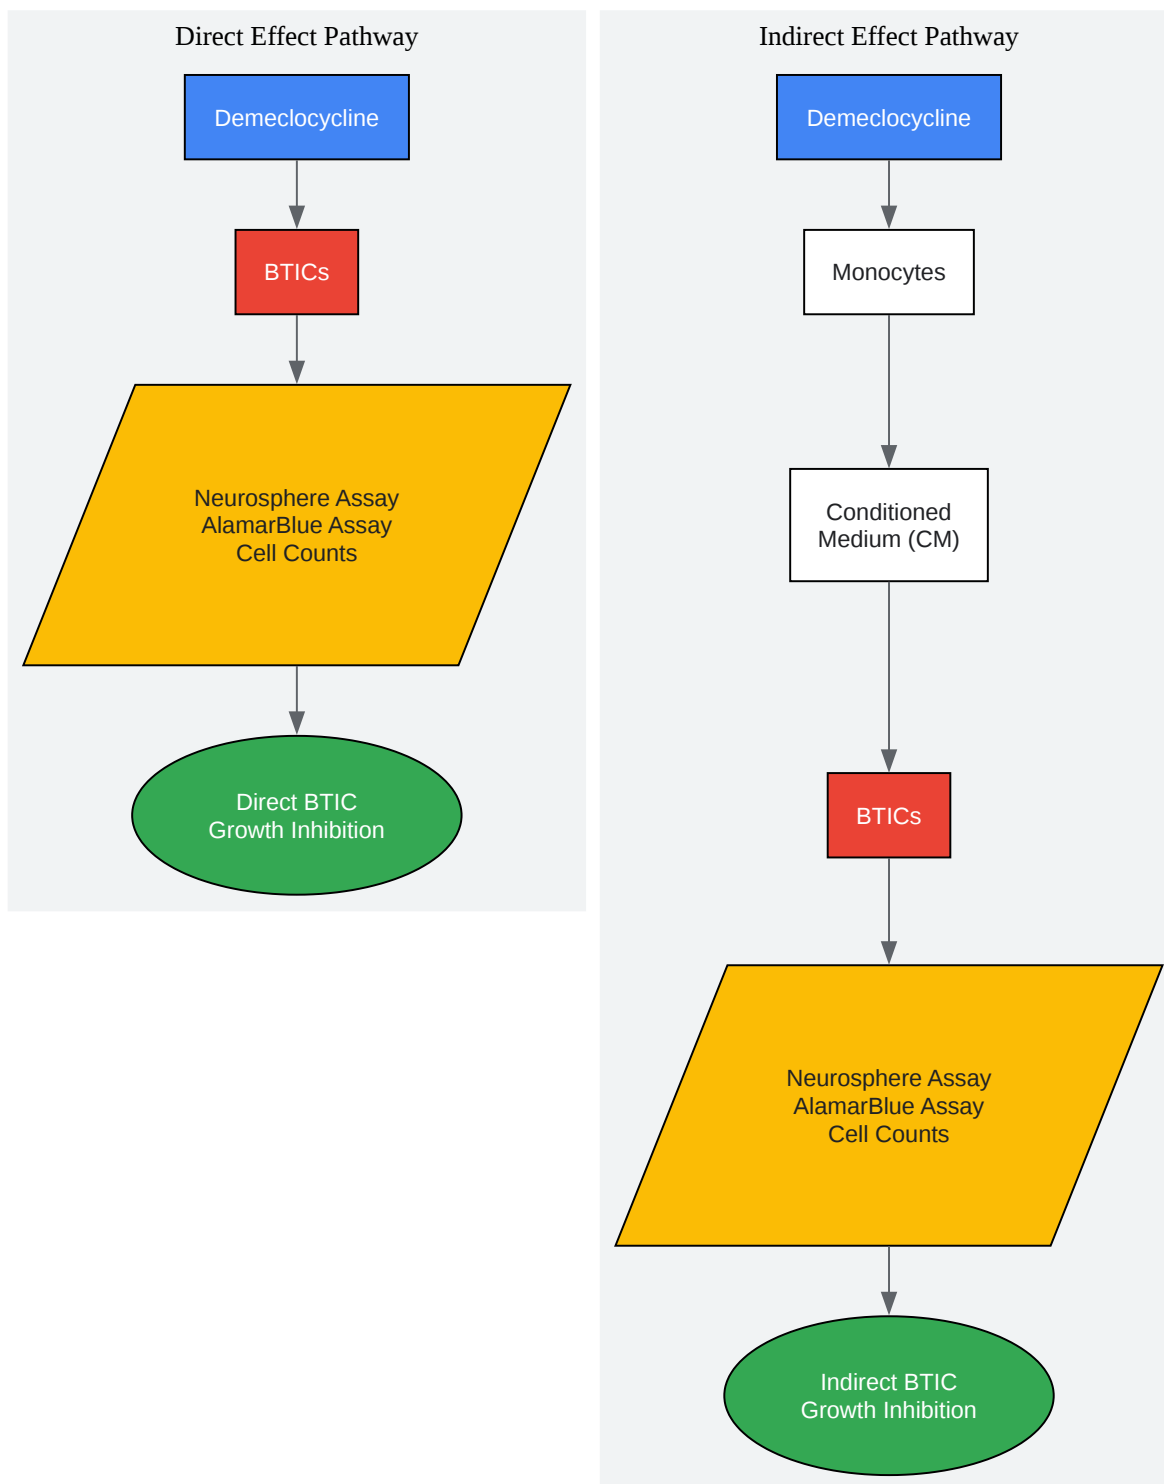 Direct Effect Pathway
Demeclocycline
BTICs
Neurosphere Assay
AlamarBlue Assay
Cell Counts
Direct BTIC
Growth Inhibition
Indirect Effect Pathway
Demeclocycline
Monocytes
Conditioned
Medium (CM)
BTICs
Neurosphere Assay
AlamarBlue Assay
Cell Counts
Indirect BTIC
Growth Inhibition